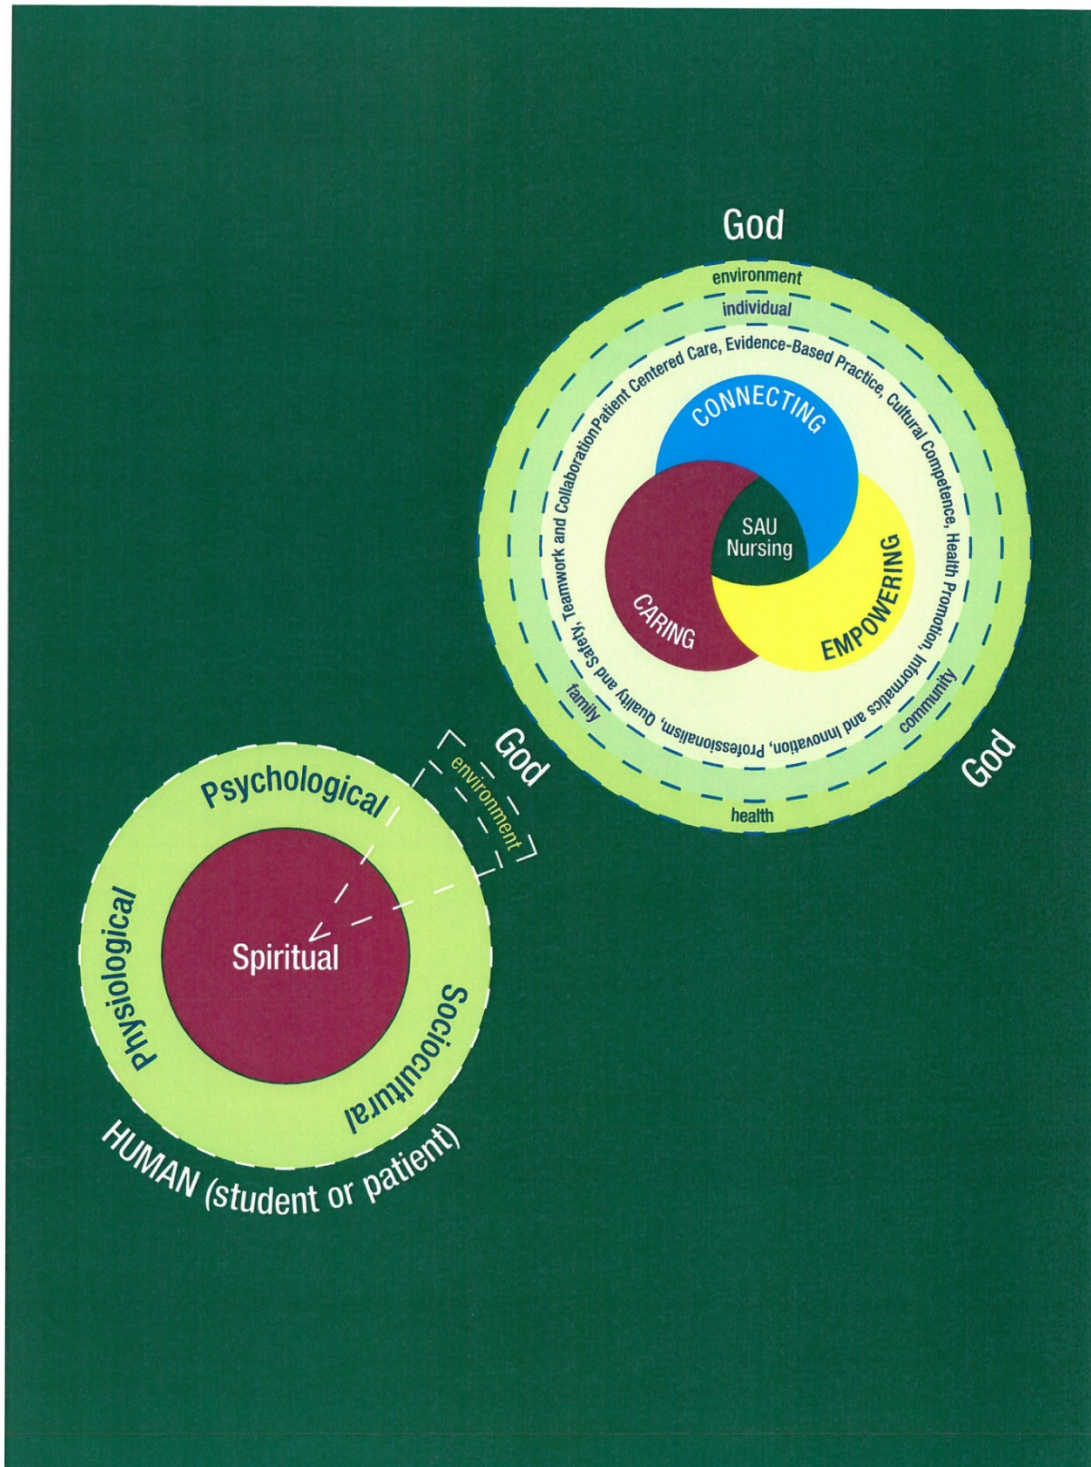 God
environment
individual
Patient Centered Care, Evidence-Based Practice, Cultural Competence, Health Promotion, Informatics and Innovation, Professionalism, Quality and Safety, Teamwork and Collaboration
CONNECTING
SAU
Nursing
CARING
EMPOWERING
family
community
health
God
God
environment
Psychological
Physiological
Spiritual
Sociocultural
HUMAN (student or patient)